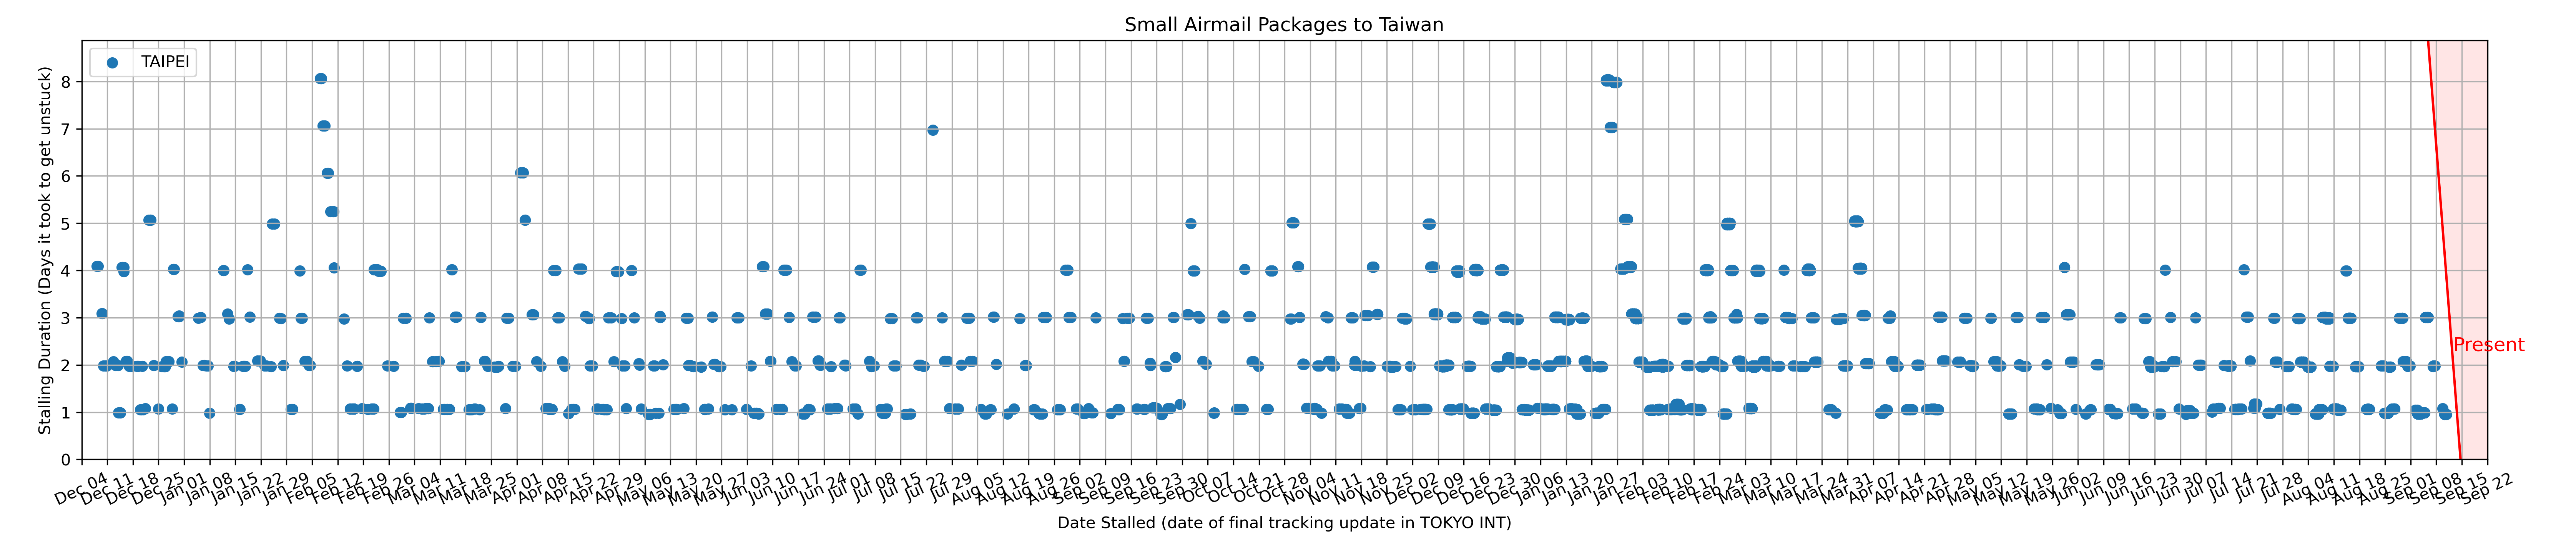 Small Airmail Packages to Taiwan
TAIPEI
Stalling Duration (Days it took to get unstuck)
8
7
6
5
4
3
2
1
0
Present
Dec 04 Dec 11 Dec 18 Dec 25 Jan 01 Jan 08 Jan 15 Jan 22 Jan 29 Feb 05 Feb 12 Feb 19 Feb 26 Mar 04 Mar 11 Mar 18 Mar 25 Apr 01 Apr 08 Apr 15 Apr 22 Apr 29 May 06 May 13 May 20 May 27 Jun 03 Jun 10 Jun 17 Jun 24 Jul 01 Jul 08 Jul 15 Jul 22 Jul 29 Aug 05 Aug 12 Aug 19 Aug 26 Sep 02 Sep 09 Sep 16 Sep 23 Sep 30 Oct 07 Oct 14 Oct 21 Oct 28 Nov 04 Nov 11 Nov 18 Nov 25 Dec 02 Dec 09 Dec 16 Dec 23 Dec 30 Jan 06 Jan 13 Jan 20 Jan 27 Feb 03 Feb 10 Feb 17 Feb 24 Mar 03 Mar 10 Mar 17 Mar 24 Mar 31 Apr 07 Apr 14 Apr 21 Apr 28 May 05 May 12 May 19 May 26 Jun 02 Jun 09 Jun 16 Jun 23 Jun 30 Jul 07 Jul 14 Jul 21 Jul 28 Aug 04 Aug 11 Aug 18 Aug 25 Sep 01 Sep 08 Sep 15 Sep 22
Date Stalled (date of final tracking update in TOKYO INT)